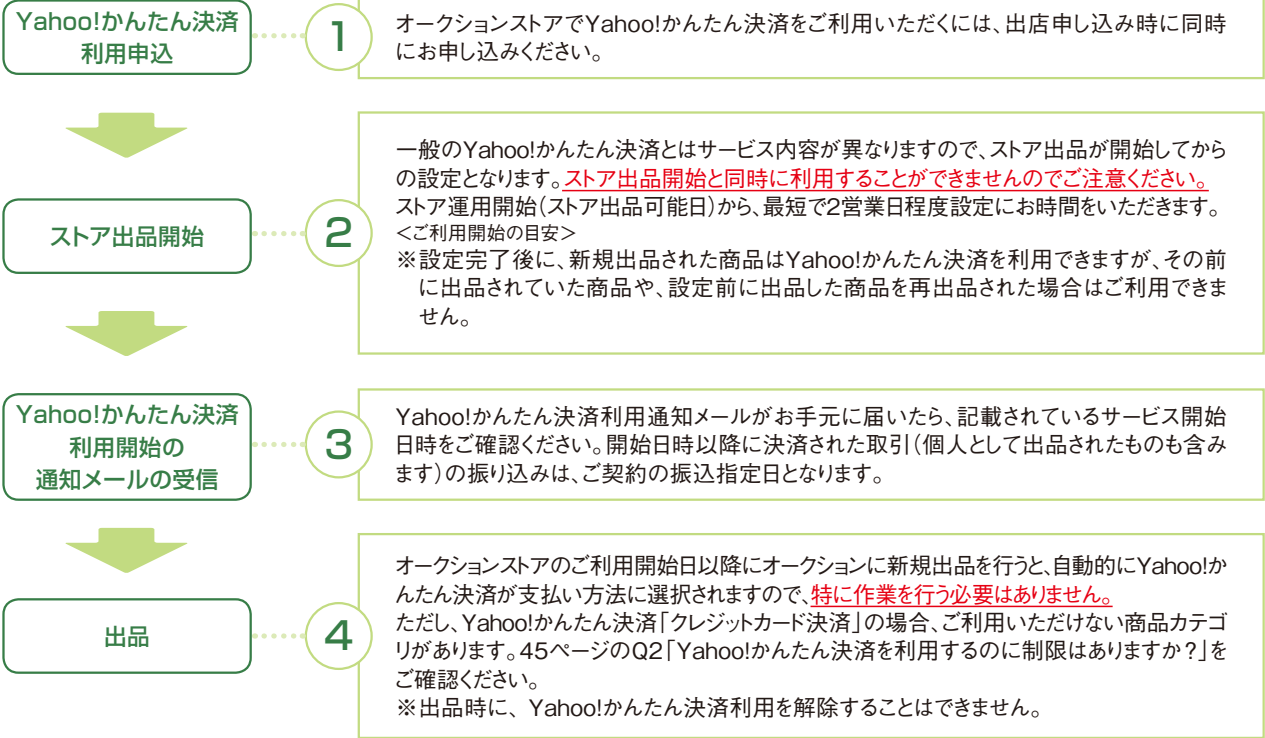 Yahoo!かんたん決済
利用申込
1
オークションストアでYahoo!かんたん決済をご利用いただくには、出店申し込み時に同時
にお申し込みください。
ストア出品開始
2
一般のYahoo!かんたん決済とはサービス内容が異なりますので、ストア出品が開始してから
の設定となります。ストア出品開始と同時に利用することができませんのでご注意ください。
ストア運用開始(ストア出品可能日)から、最短で2営業日程度設定にお時間をいただきます。
<ご利用開始の目安>
※設定完了後に、新規出品された商品はYahoo!かんたん決済を利用できますが、その前
に出品されていた商品や、設定前に出品した商品を再出品された場合はご利用できま
せん。
Yahoo!かんたん決済
利用開始の
通知メールの受信
3
Yahoo!かんたん決済利用通知メールがお手元に届いたら、記載されているサービス開始
日時をご確認ください。開始日時以降に決済された取引(個人として出品されたものも含み
ます)の振り込みは、ご契約の振込指定日となります。
出品
4
オークションストアのご利用開始日以降にオークションに新規出品を行うと、自動的にYahoo!か
んたん決済が支払い方法に選択されますので、特に作業を行う必要はありません。
ただし、Yahoo!かんたん決済「クレジットカード決済」の場合、ご利用いただけない商品カテゴ
リがあります。45ページのQ2「Yahoo!かんたん決済を利用するのに制限はありますか?」を
ご確認ください。
※出品時に、Yahoo!かんたん決済利用を解除することはできません。